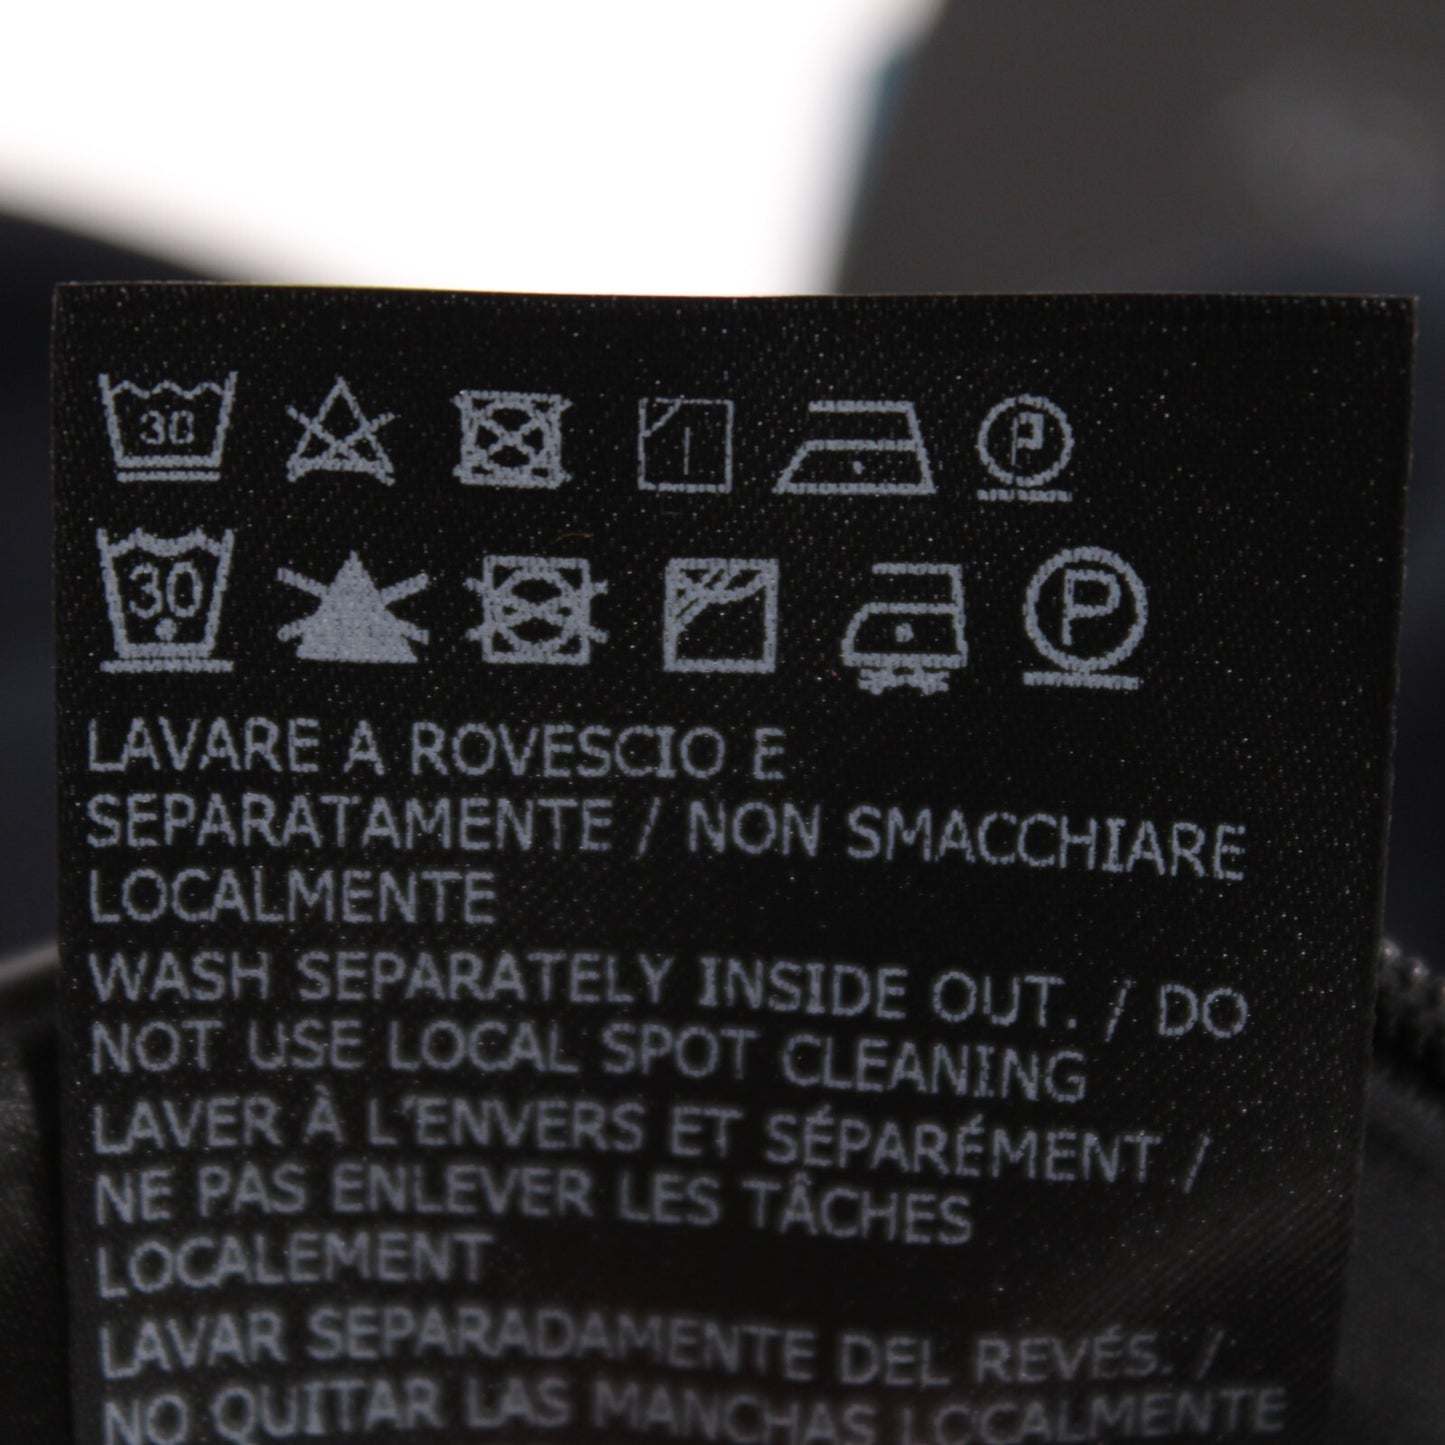 30 P
30 P
LAVARE A ROVESCIO E
SEPARATAMENTE / NON SMACCHIARE
LOCALMENTE
WASH SEPARATELY INSIDE OUT. / DO
NOT USE LOCAL SPOT CLEANING
LAVER À L'ENVERS ET SÉPARÉMENT /
NE PAS ENLEVER LES TÂCHES
LOCALEMENT
LAVAR SEPARADAMENTE DEL REVÉS. /
NO QUITAR LAS MANCHAS LOCALMENTE